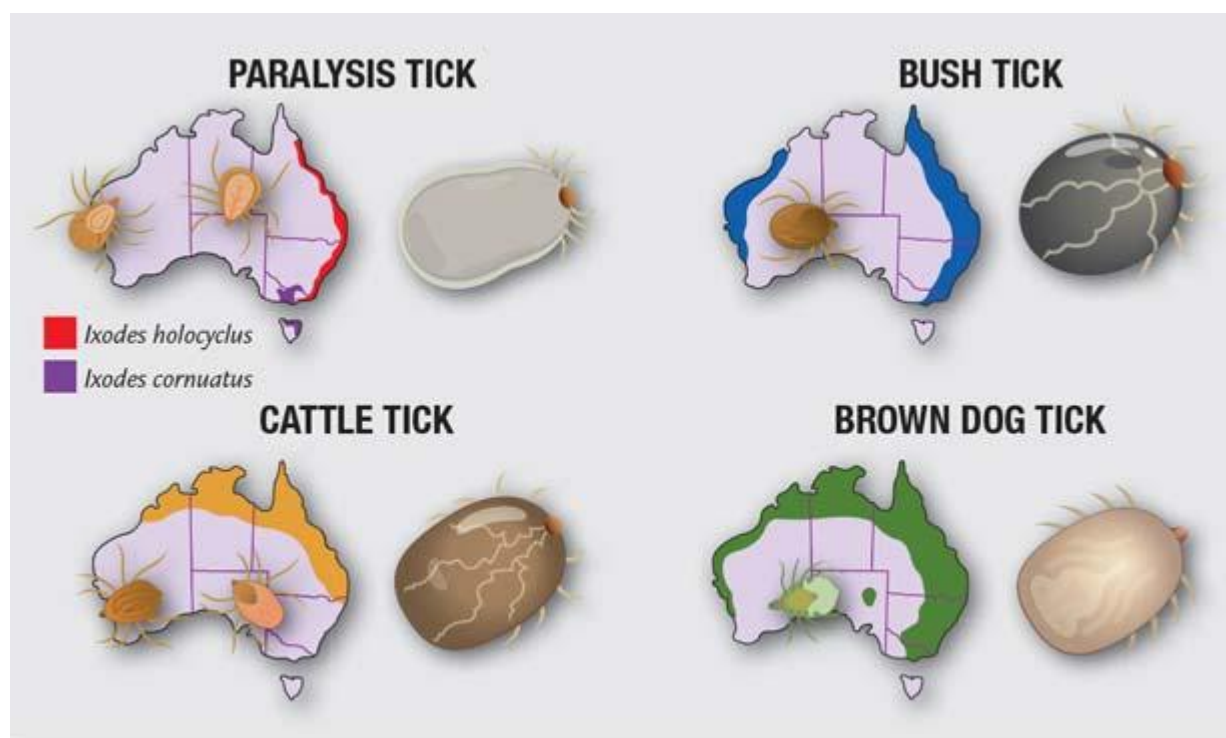 PARALYSIS TICK
BUSH TICK
Ixodes holocyclus
Ixodes cornuatus
CATTLE TICK
BROWN DOG TICK